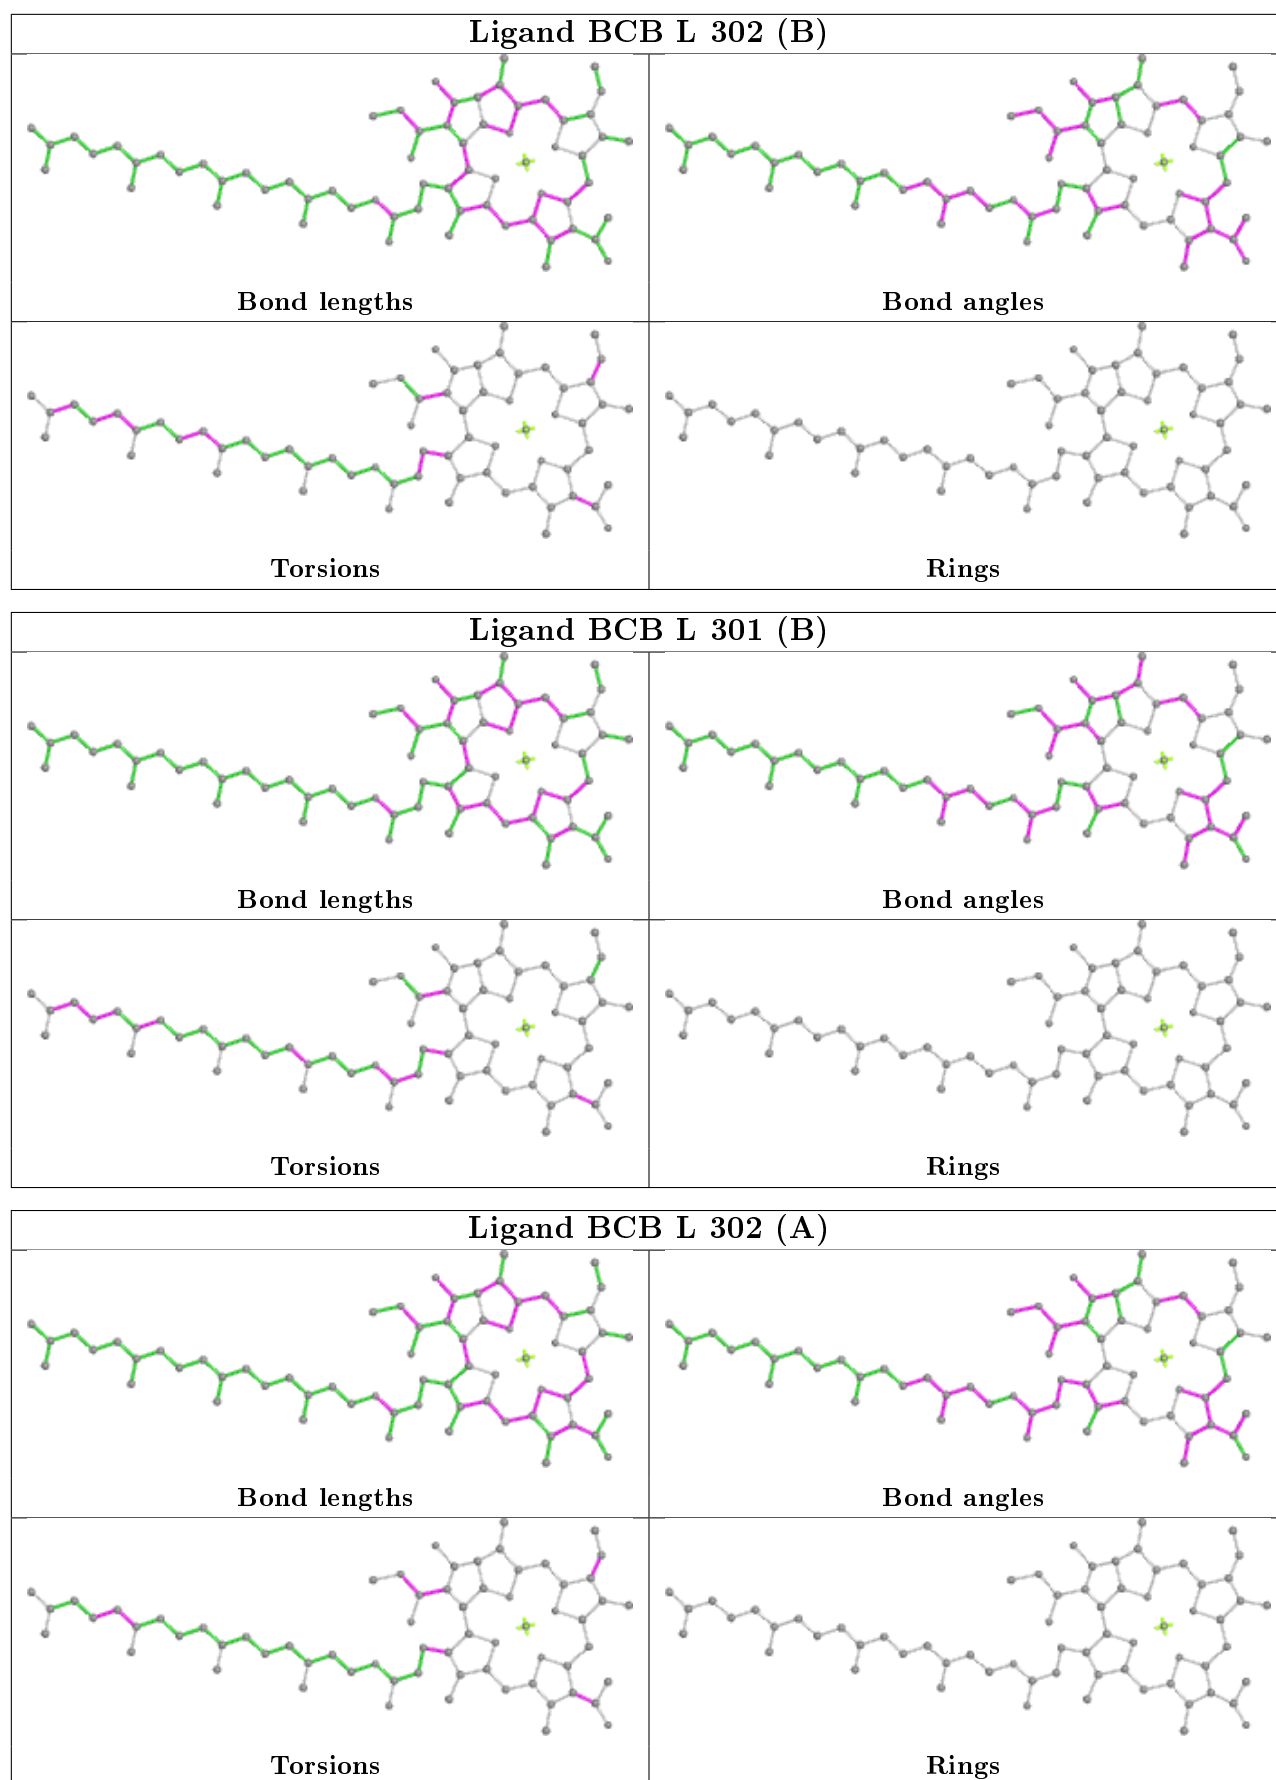 Ligand BCB L 302 (B)
Bond lengths
Bond angles
Torsions
Rings
Ligand BCB L 301 (B)
Bond lengths
Bond angles
Torsions
Rings
Ligand BCB L 302 (A)
Bond lengths
Bond angles
Torsions
Rings